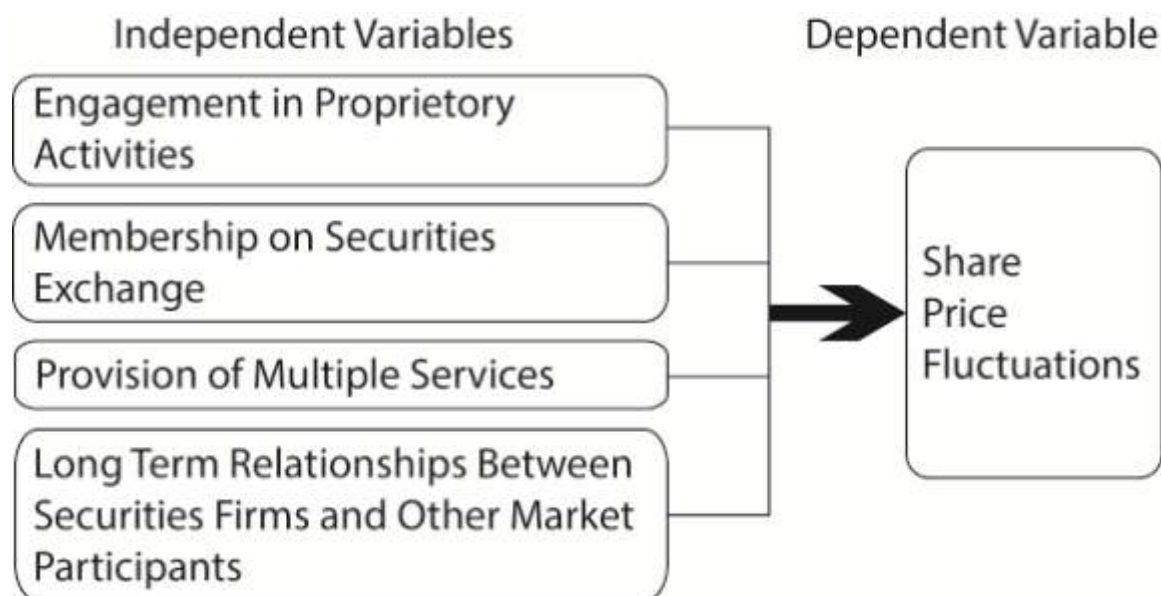 Independent Variables
Dependent Variable
Engagement in Proprietory
Activities
Membership on Securities
Exchange
Provision of Multiple Services
Long Term Relationships Between
Securities Firms and Other Market
Participants
Share
Price
Fluctuations